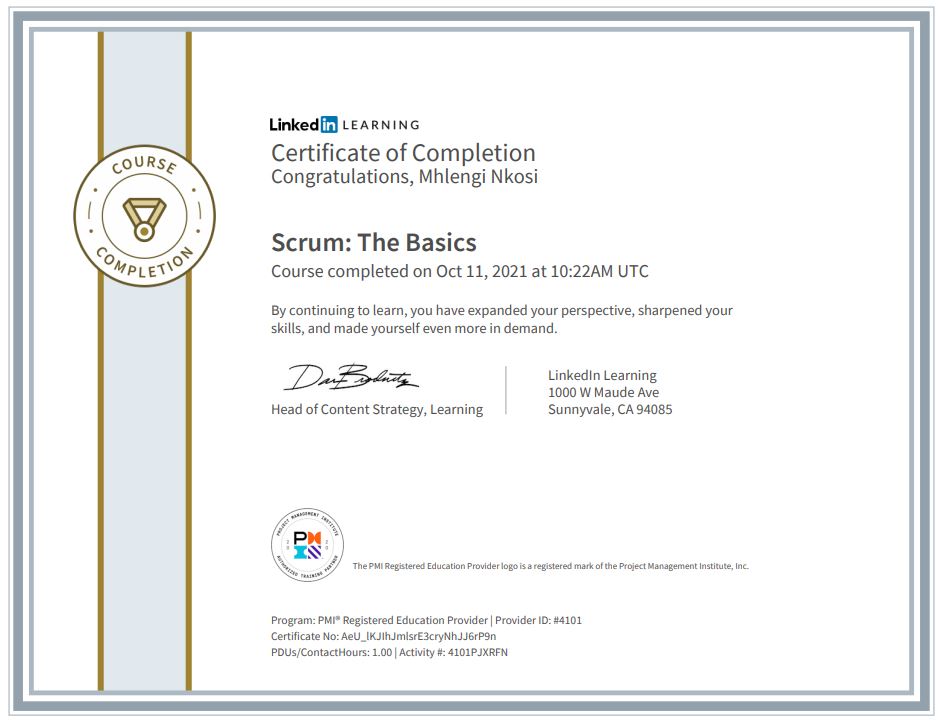 COURSE
COMPLETION
Linkedin LEARNING
Certificate of Completion
Congratulations, Mhlengi Nkosi
Scrum: The Basics
Course completed on Oct 11, 2021 at 10:22AM UTC
By continuing to learn, you have expanded your perspective, sharpened your
skills, and made yourself even more in demand.
Head of Content Strategy, Learning
LinkedIn Learning
1000 W Maude Ave
Sunnyvale, CA 94085
PROJECT MANAGEMENT INSTITUTE
PM
20 20
AUTHORIZED TRAINING PARTNER
The PMI Registered Education Provider logo is a registered mark of the Project Management Institute, Inc.
Program: PMI® Registered Education Provider | Provider ID: #4101
Certificate No: AeU_lKJIhJmlsrE3cryNhJJ6rP9n
PDUs/ContactHours: 1.00 | Activity #: 4101PJXRFN